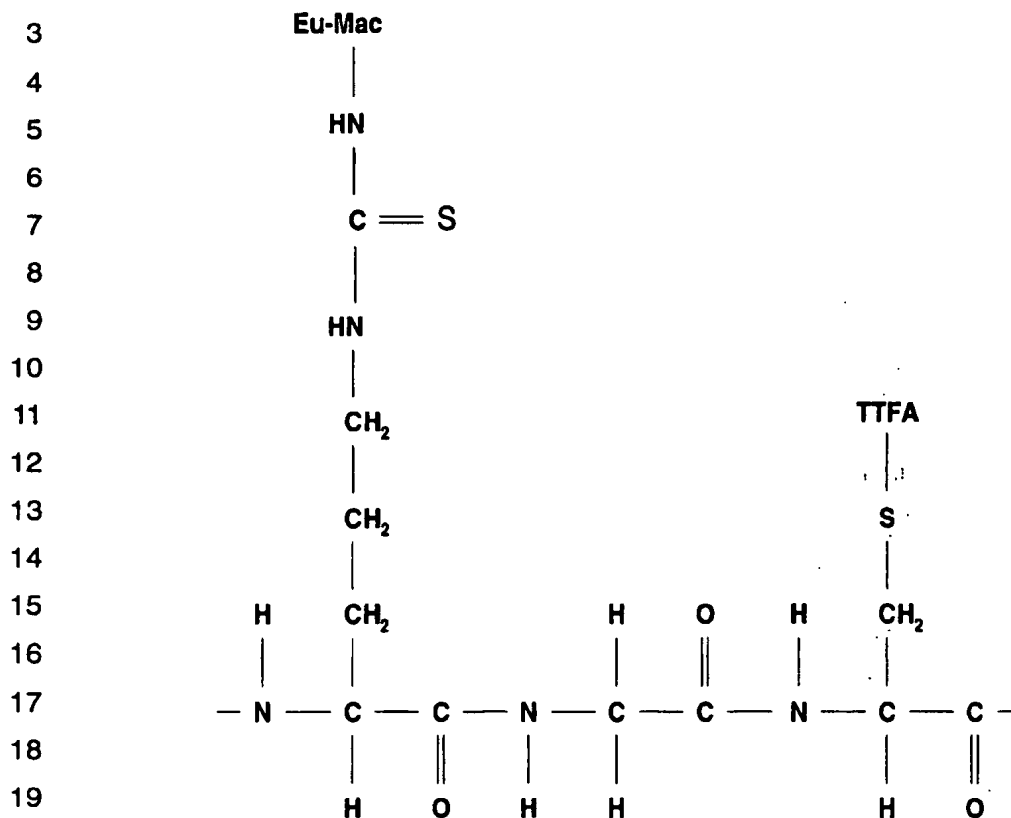 3 Eu-Mac
4
5 HN
6
7 C S
8
9 HN
10
11 CH₂ TTFA
12
13 CH₂ S
14
15 H CH₂ H O H CH₂
16
17 N C C N C C N C C
18
19 H O H H H O